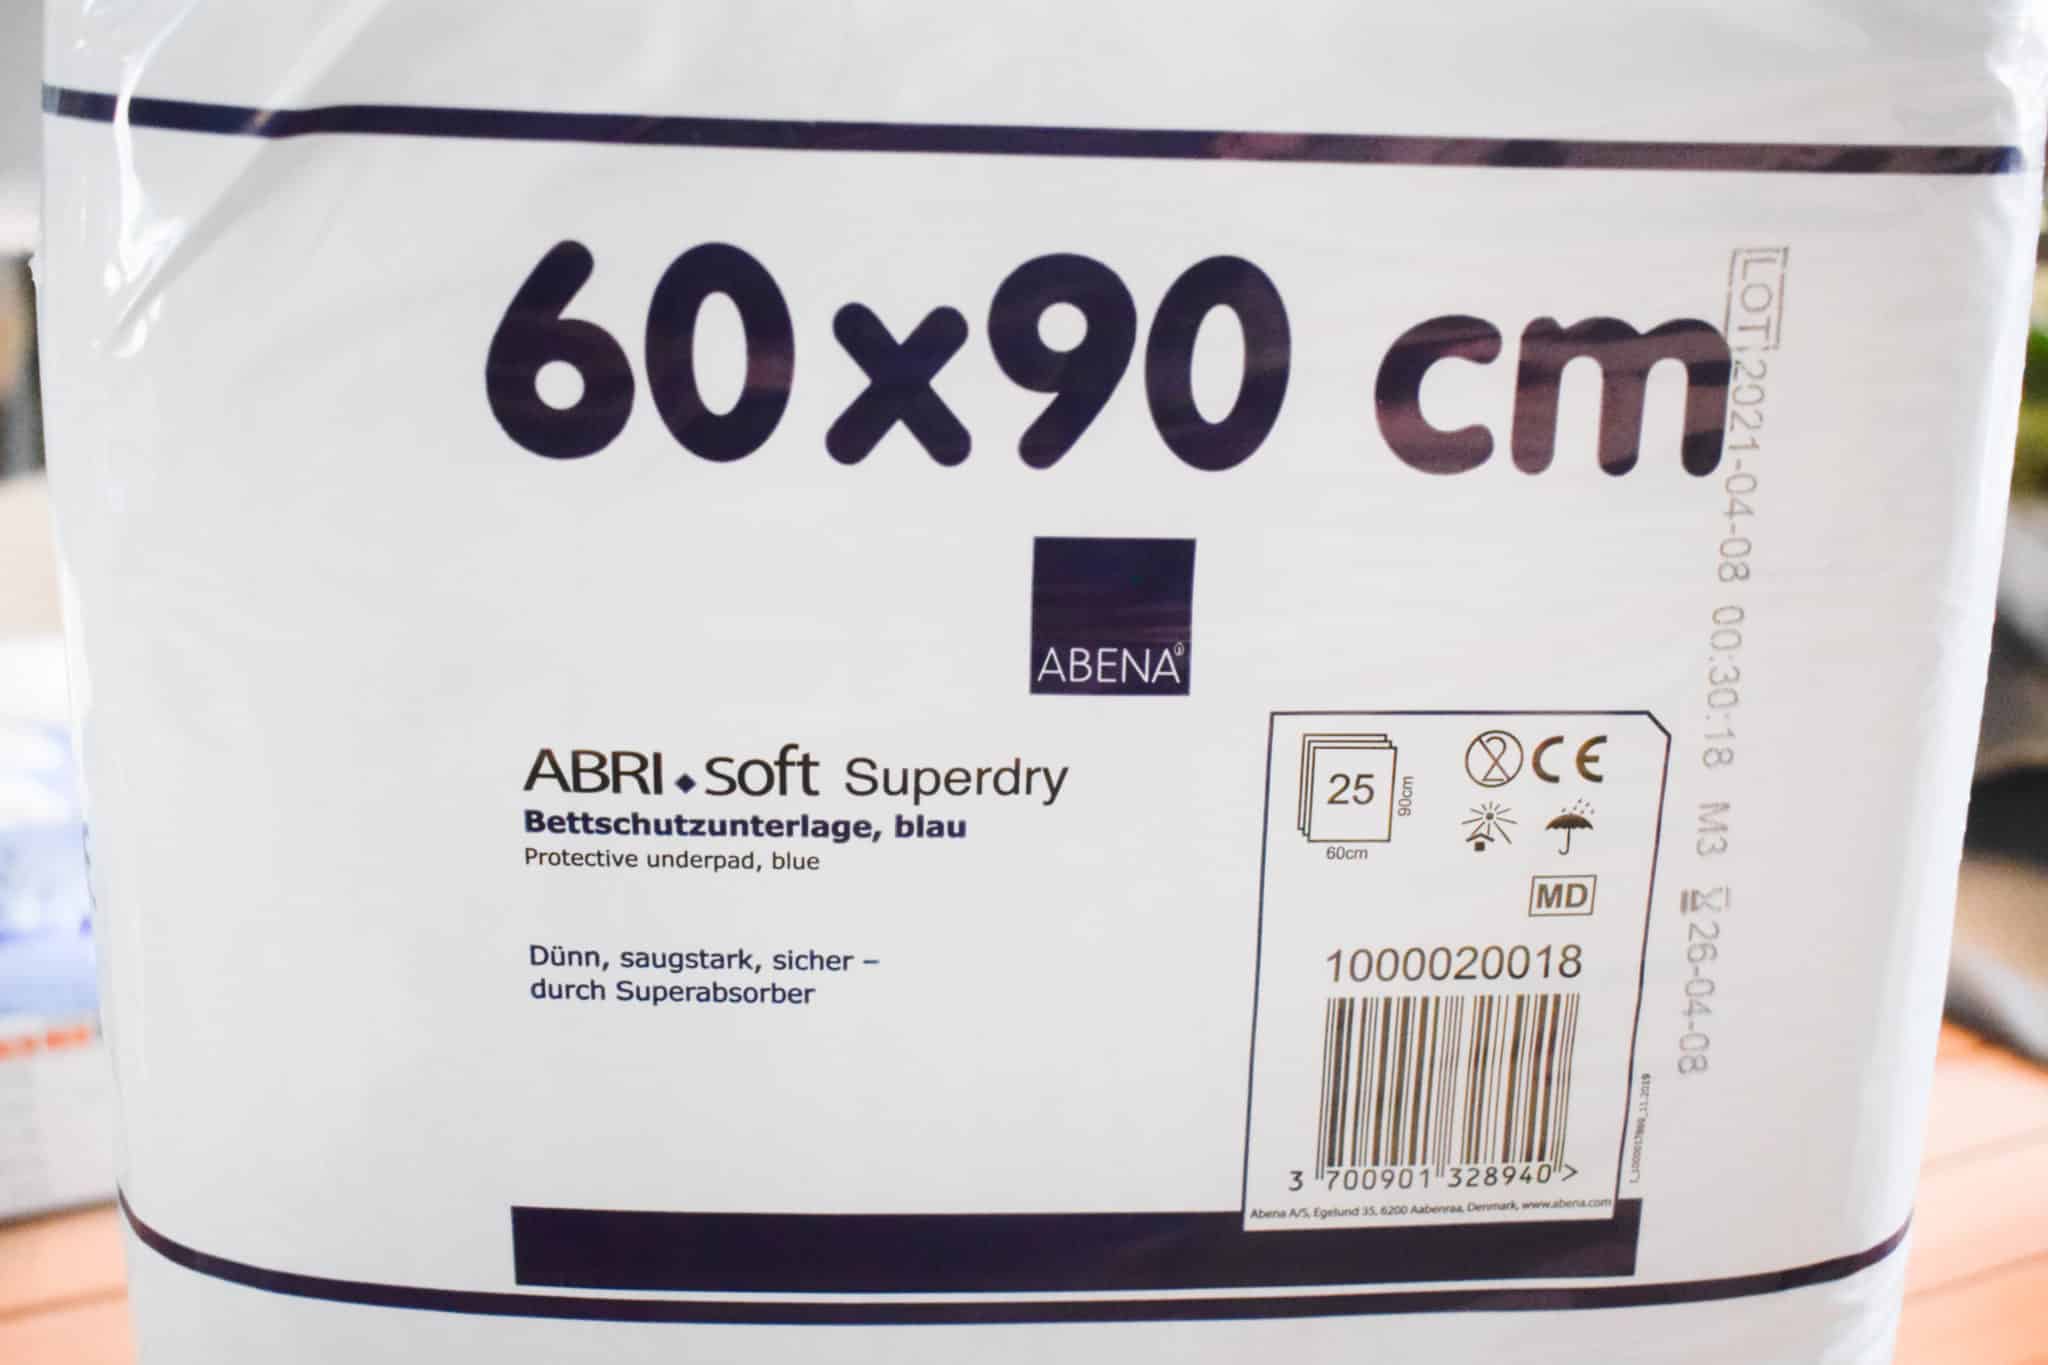 60x90 cm
ABENA
ABRI soft Superdry
Bettschutzunterlage, blau
Protective underpad, blue
Dünn, saugstark, sicher –
durch Superabsorber
25
90cm
60cm
2
CE
MD
1000020018
3 700901 328940 >
Abena A/S, Egelund 35, 6200 Aabenraa, Denmark, www.abena.com
LOT 2021-04-08 00:30:18 M3 26-04-08